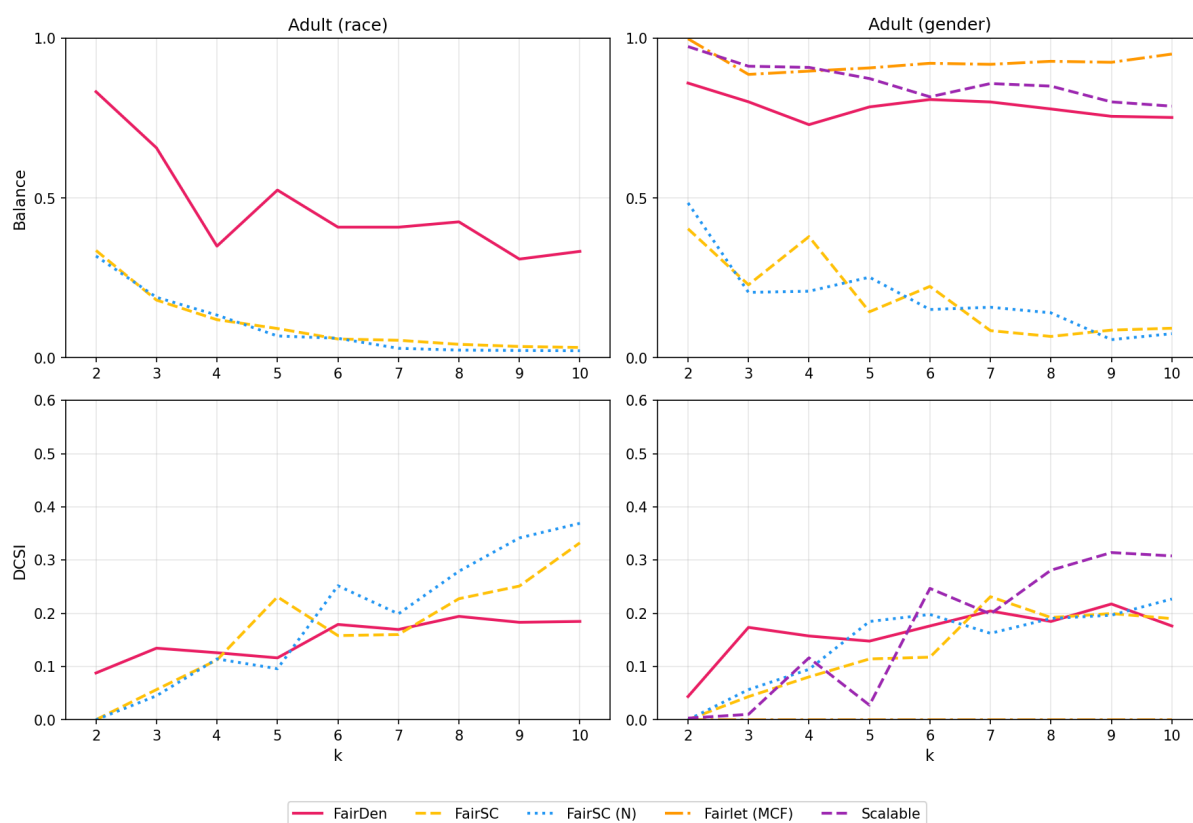 Adult (race)
Adult (gender)
1.0
0.5
0.0
Balance
2 3 4 5 6 7 8 9 10
1.0
0.5
0.0
2 3 4 5 6 7 8 9 10
0.6
0.5
0.4
0.3
0.2
0.1
0.0
DCSI
2 3 4 5 6 7 8 9 10
k
0.6
0.5
0.4
0.3
0.2
0.1
0.0
2 3 4 5 6 7 8 9 10
k
FairDen FairSC FairSC (N) Fairlet (MCF) Scalable